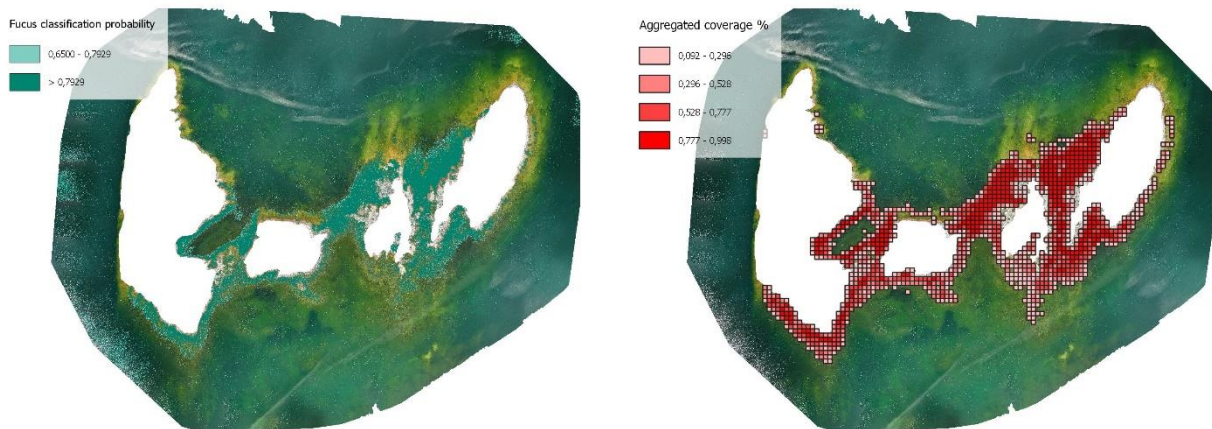 Fucus classification probability
0,6500 - 0,7929
> 0,7929
Aggregated coverage %
0,092 - 0,296
0,296 - 0,528
0,528 - 0,777
0,777 - 0,998